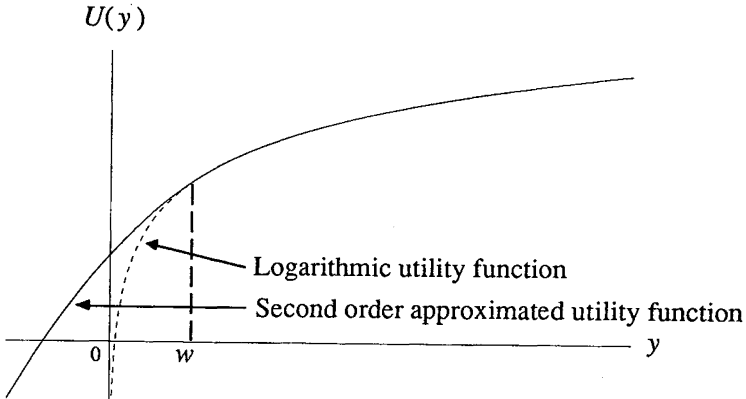 U(y)
Logarithmic utility function
Second order approximated utility function
0
w
y